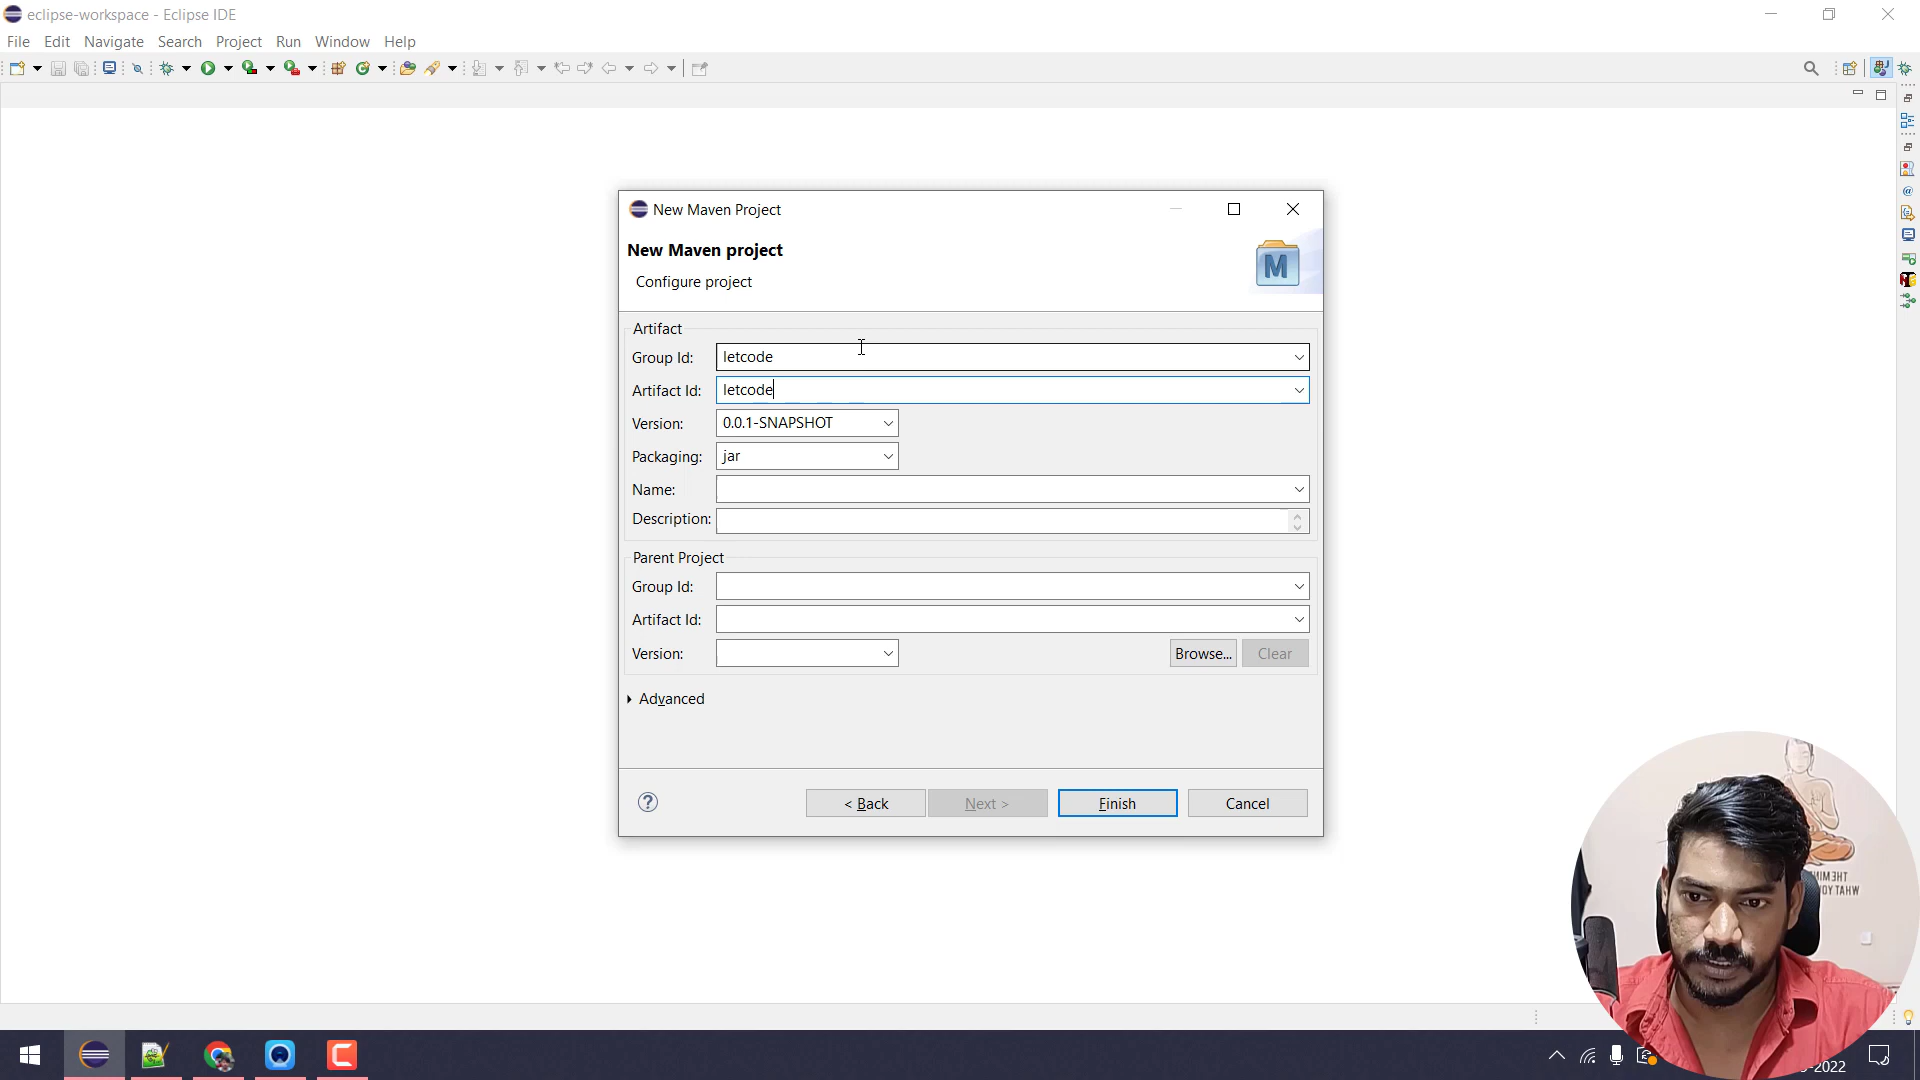 eclipse-workspace - Eclipse IDE
File Edit Navigate Search Project Run Window Help
New Maven Project
New Maven project
Configure project
M
Artifact
Group Id: letcode
Artifact Id: letcode
Version: 0.0.1-SNAPSHOT
Packaging: jar
Name:
Description:
Parent Project
Group Id:
Artifact Id:
Version:
Browse... Clear
Advanced
< Back Next > Finish Cancel
-2022